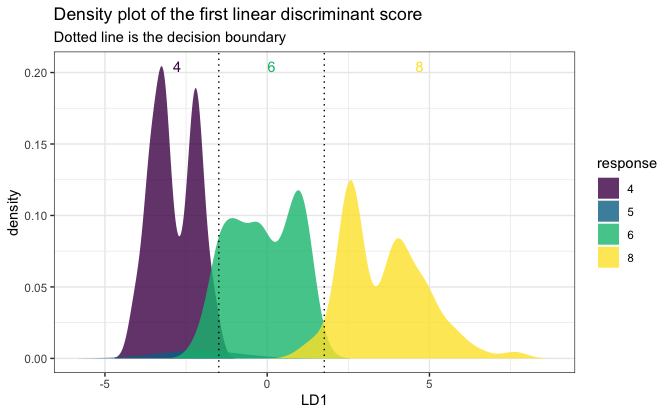 Density plot of the first linear discriminant score
Dotted line is the decision boundary
4 6 8
0.20
0.15
0.10
0.05
0.00
density
-5 0 5
LD1
response
4
5
6
8